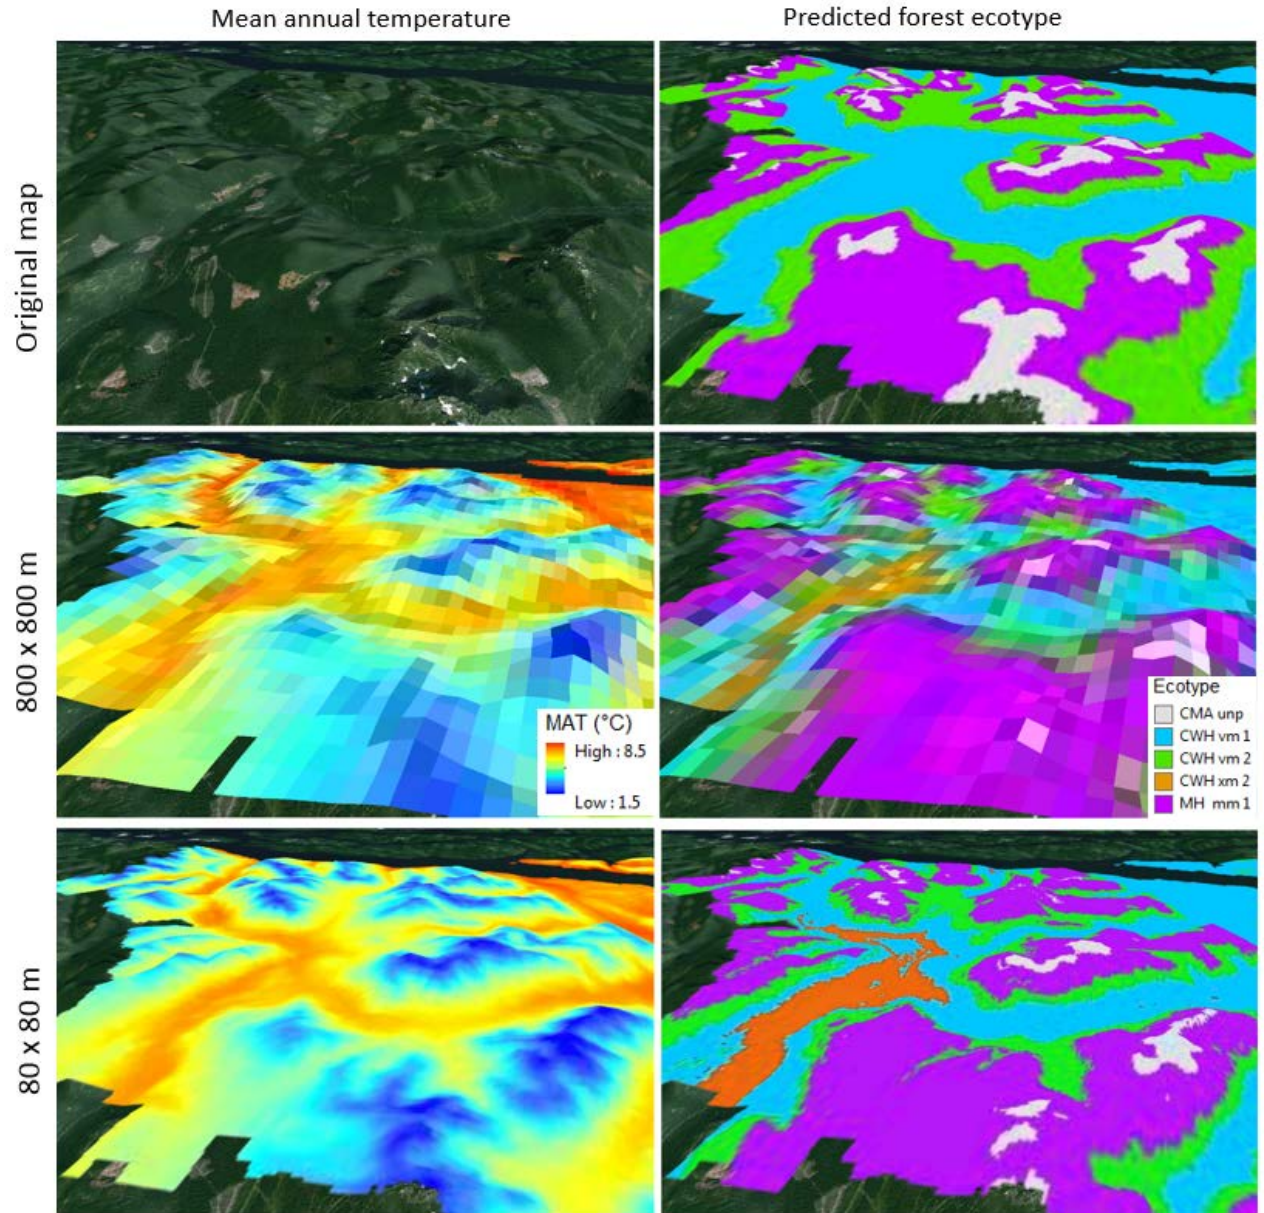 Mean annual temperature
Predicted forest ecotype
Original map
800 x 800 m
MAT (°C)
High : 8.5
Low : 1.5
Ecotype
CMA unp
CWH vm 1
CWH vm 2
CWH xm 2
MH mm 1
80 x 80 m